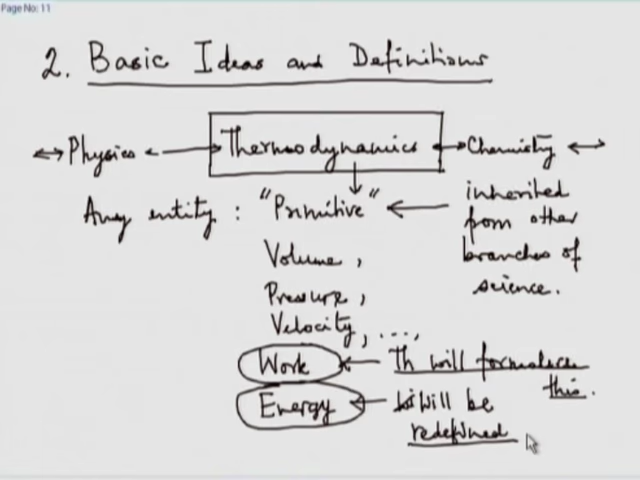 Page No: 11
2. Basic Ideas and Definitions
Physics Thermodynamics Chemistry
Any entity : "Primitive" inherited
from other
branches of
science.
Volume,
Pressure,
Velocity, ....,
Work Th will formalise
this.
Energy will be
redefined